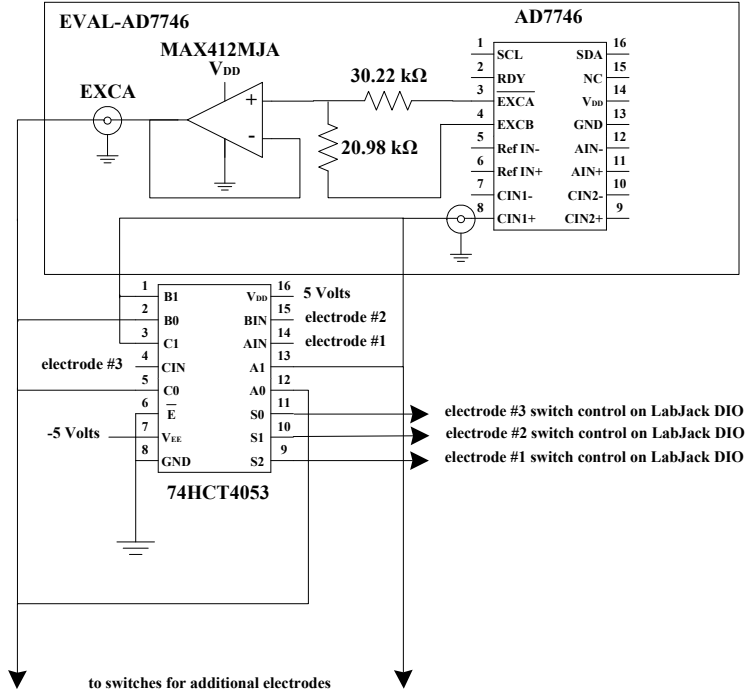 EVAL-AD7746
AD7746
MAX412MJA
VDD
EXCA
+
-
30.22 kΩ
20.98 kΩ
1 SCL SDA 16
2 RDY NC 15
3 EXCA VDD 14
4 EXCB GND 13
5 Ref IN- AIN- 12
6 Ref IN+ AIN+ 11
7 CIN1- CIN2- 10
8 CIN1+ CIN2+ 9
1 B1 VDD 16 5 Volts
2 B0 BIN 15 electrode #2
3 C1 AIN 14 electrode #1
electrode #3 4 CIN A1 13
5 C0 A0 12
6 E S0 11 electrode #3 switch control on LabJack DIO
-5 Volts 7 VEE S1 10 electrode #2 switch control on LabJack DIO
8 GND S2 9 electrode #1 switch control on LabJack DIO
74HCT4053
to switches for additional electrodes